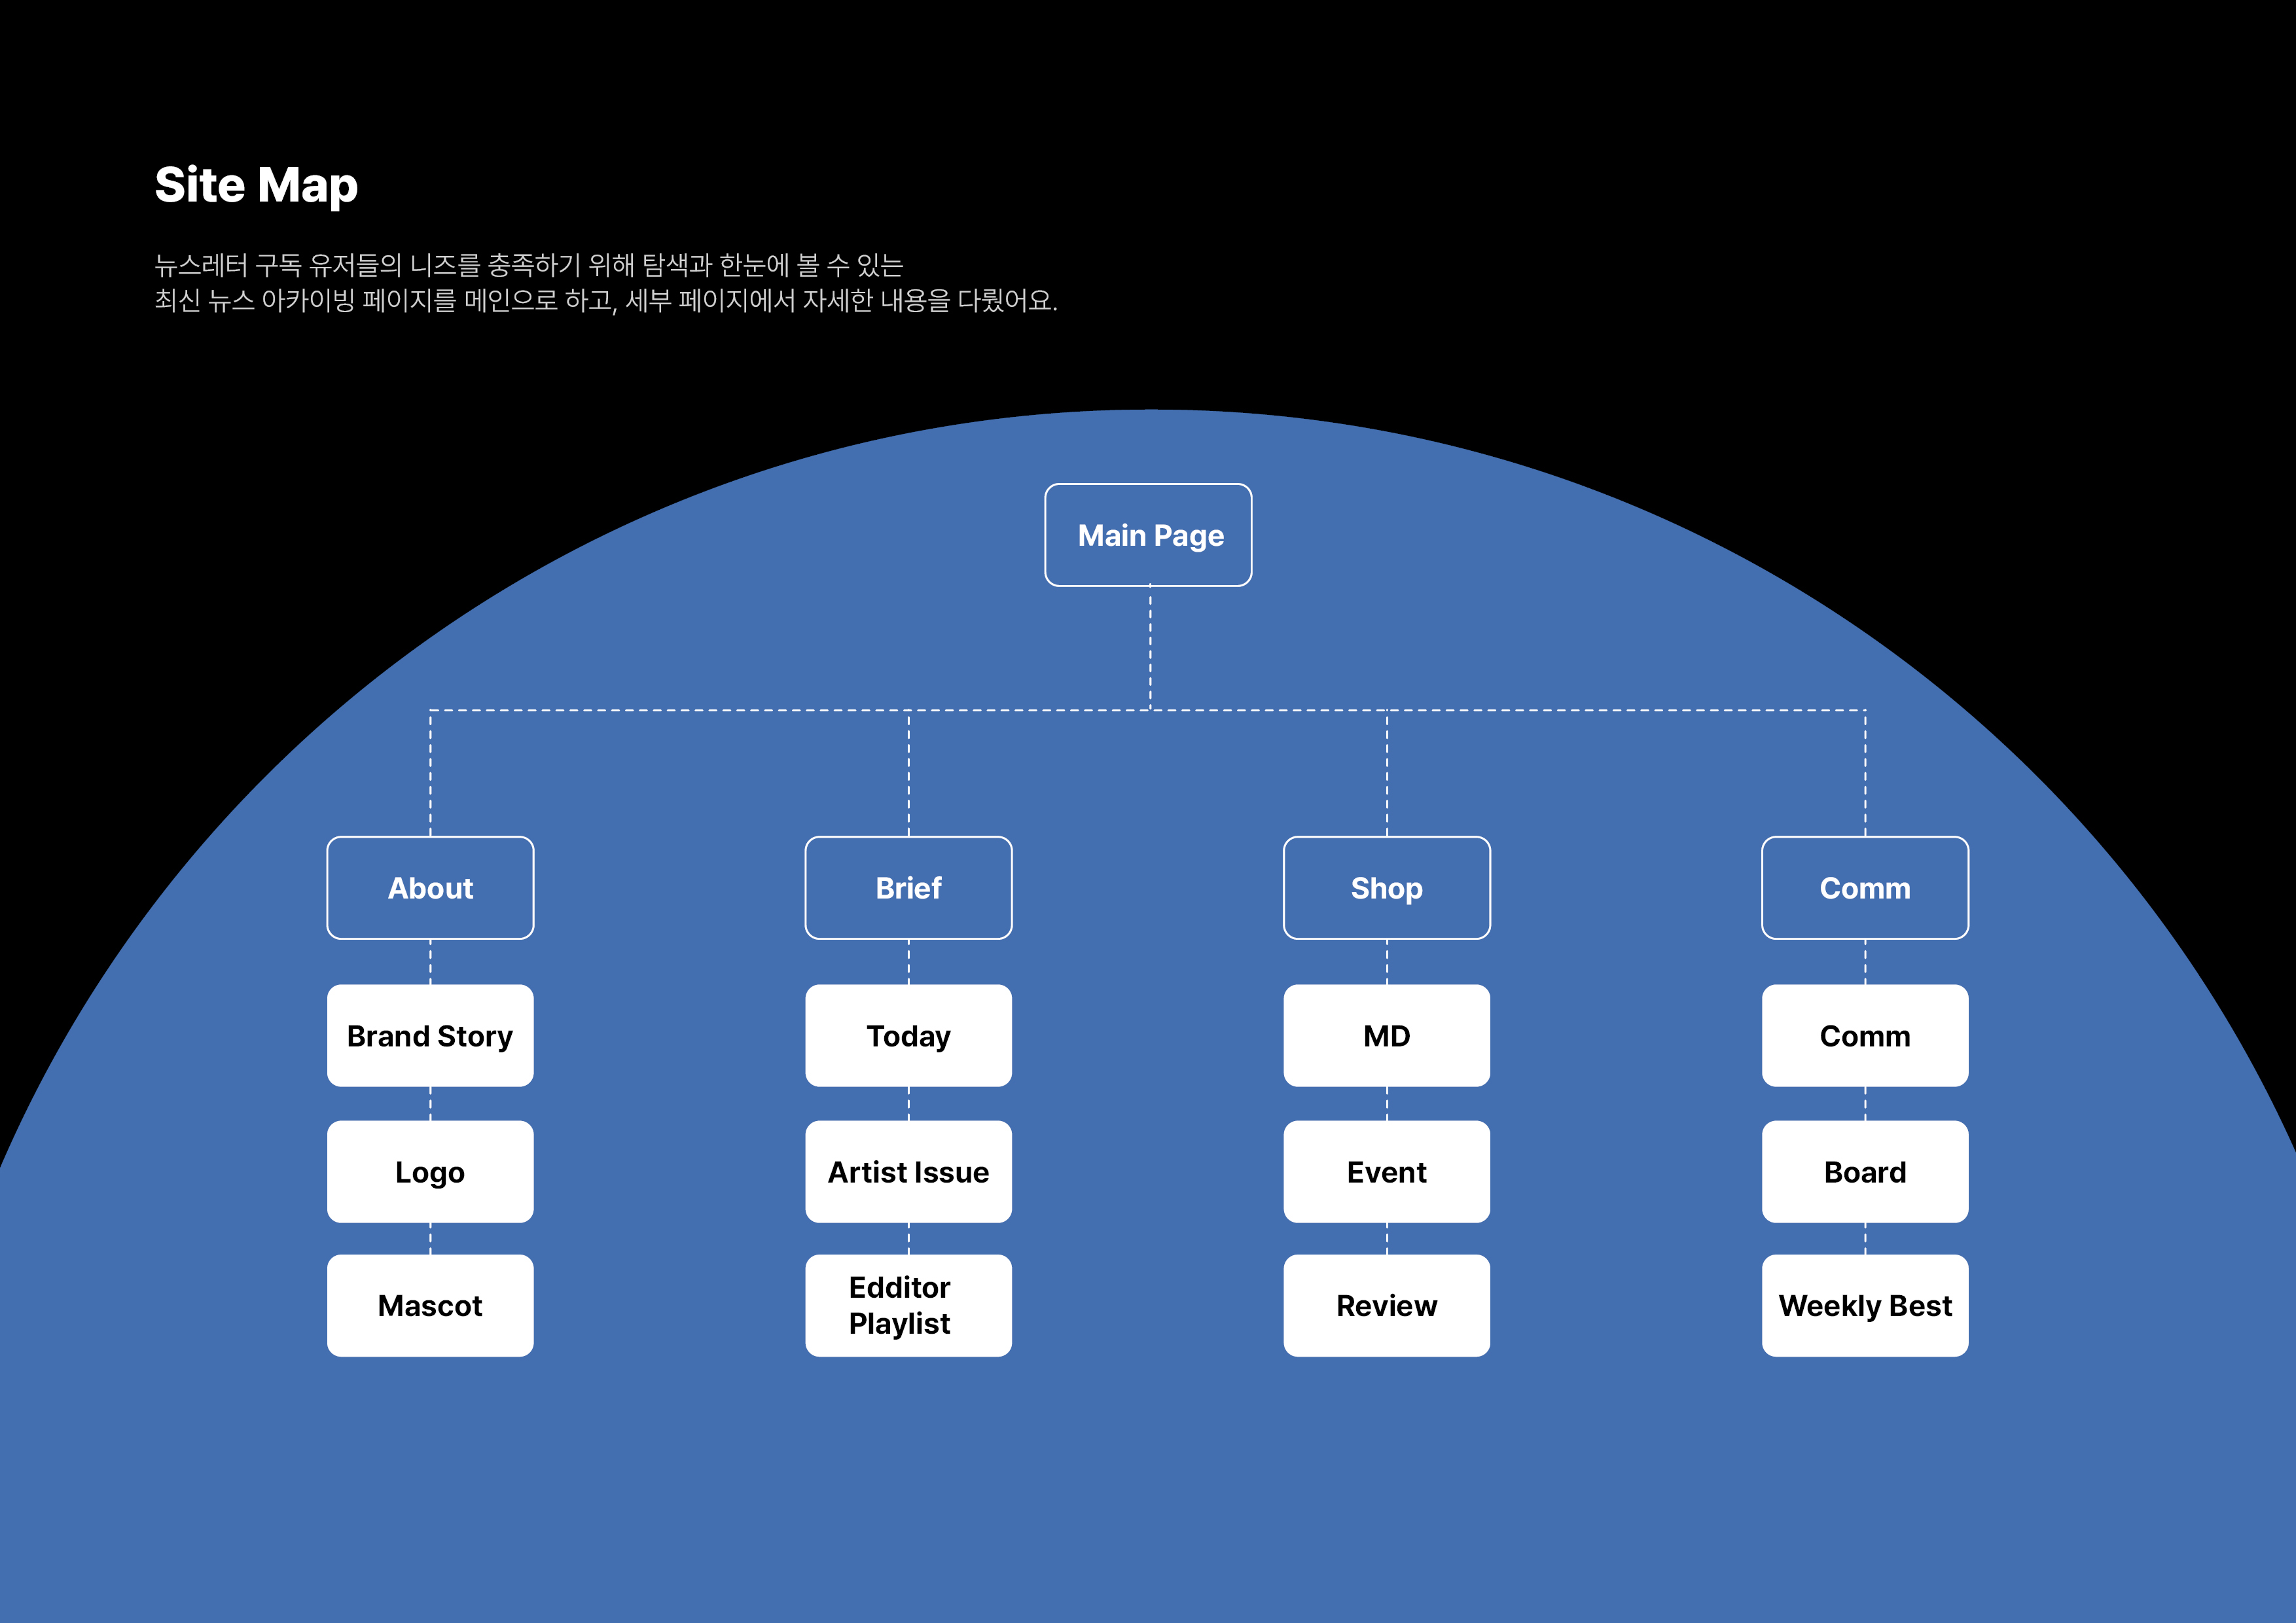 Site Map
뉴스레터 구독 유저들의 니즈를 충족하기 위해 탐색과 한눈에 볼 수 있는
최신 뉴스 아카이빙 페이지를 메인으로 하고, 세부 페이지에서 자세한 내용을 다뤘어요.
Main Page
About
Brief
Shop
Comm
Brand Story
Today
MD
Comm
Logo
Artist Issue
Event
Board
Mascot
Edditor
Playlist
Review
Weekly Best